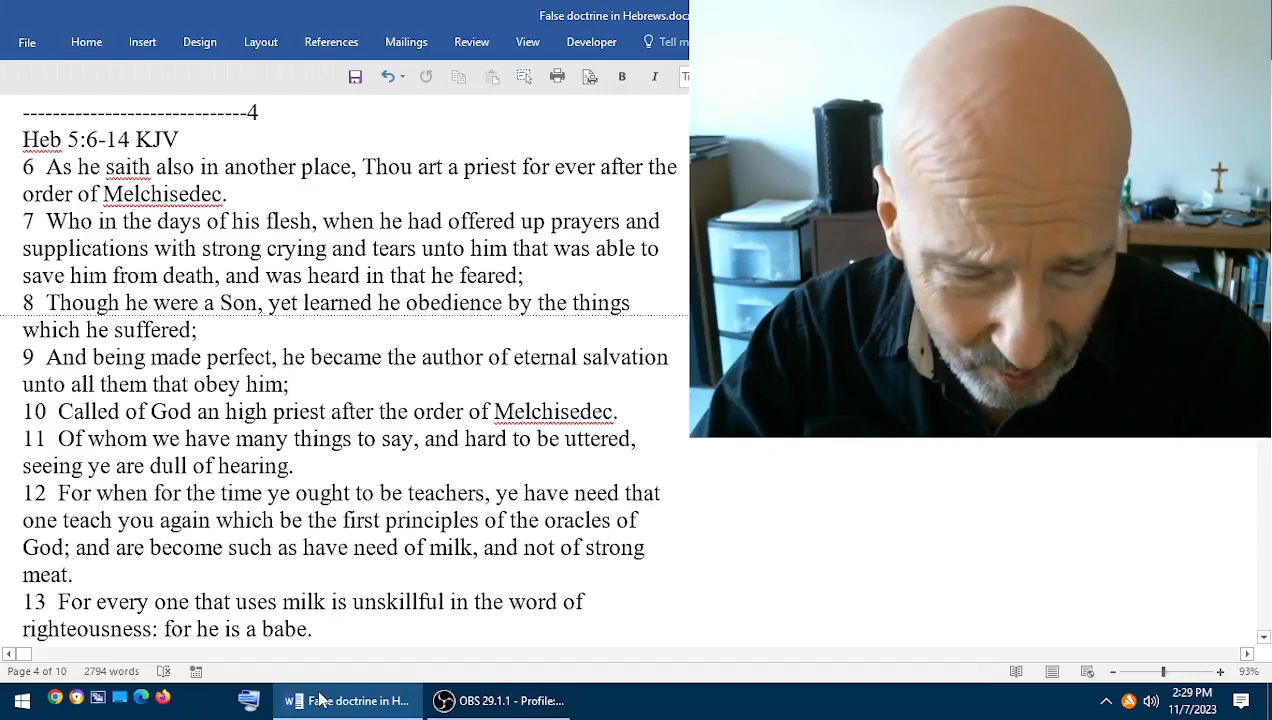 False doctrine in Hebrews.docx
File Home Insert Design Layout References Mailings Review View Developer Tell m
B I T
-----------------------------4
Heb 5:6-14 KJV
6 As he saith also in another place, Thou art a priest for ever after the
order of Melchisedec.
7 Who in the days of his flesh, when he had offered up prayers and
supplications with strong crying and tears unto him that was able to
save him from death, and was heard in that he feared;
8 Though he were a Son, yet learned he obedience by the things
which he suffered;
9 And being made perfect, he became the author of eternal salvation
unto all them that obey him;
10 Called of God an high priest after the order of Melchisedec.
11 Of whom we have many things to say, and hard to be uttered,
seeing ye are dull of hearing.
12 For when for the time ye ought to be teachers, ye have need that
one teach you again which be the first principles of the oracles of
God; and are become such as have need of milk, and not of strong
meat.
13 For every one that uses milk is unskillful in the word of
righteousness: for he is a babe.
Page 4 of 10 2794 words 93%
False doctrine in H... OBS 29.1.1 - Profile:... 2:29 PM
11/7/2023